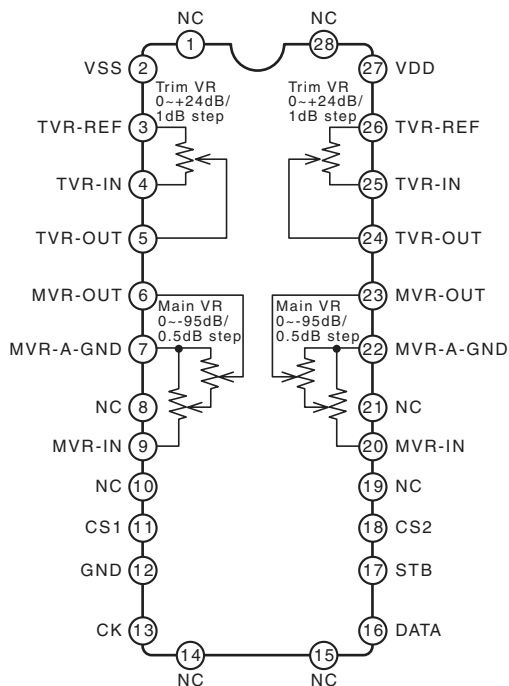 NC NC
1 28
VSS 2 27 VDD
Trim VR Trim VR
0~+24dB/ 0~+24dB/
1dB step 1dB step
TVR-REF 3 26 TVR-REF
TVR-IN 4 25 TVR-IN
TVR-OUT 5 24 TVR-OUT
MVR-OUT 6 23 MVR-OUT
Main VR Main VR
0~-95dB/ 0~-95dB/
0.5dB step 0.5dB step
MVR-A-GND 7 22 MVR-A-GND
NC 8 21 NC
MVR-IN 9 20 MVR-IN
NC 10 19 NC
CS1 11 18 CS2
GND 12 17 STB
CK 13 16 DATA
14 15
NC NC